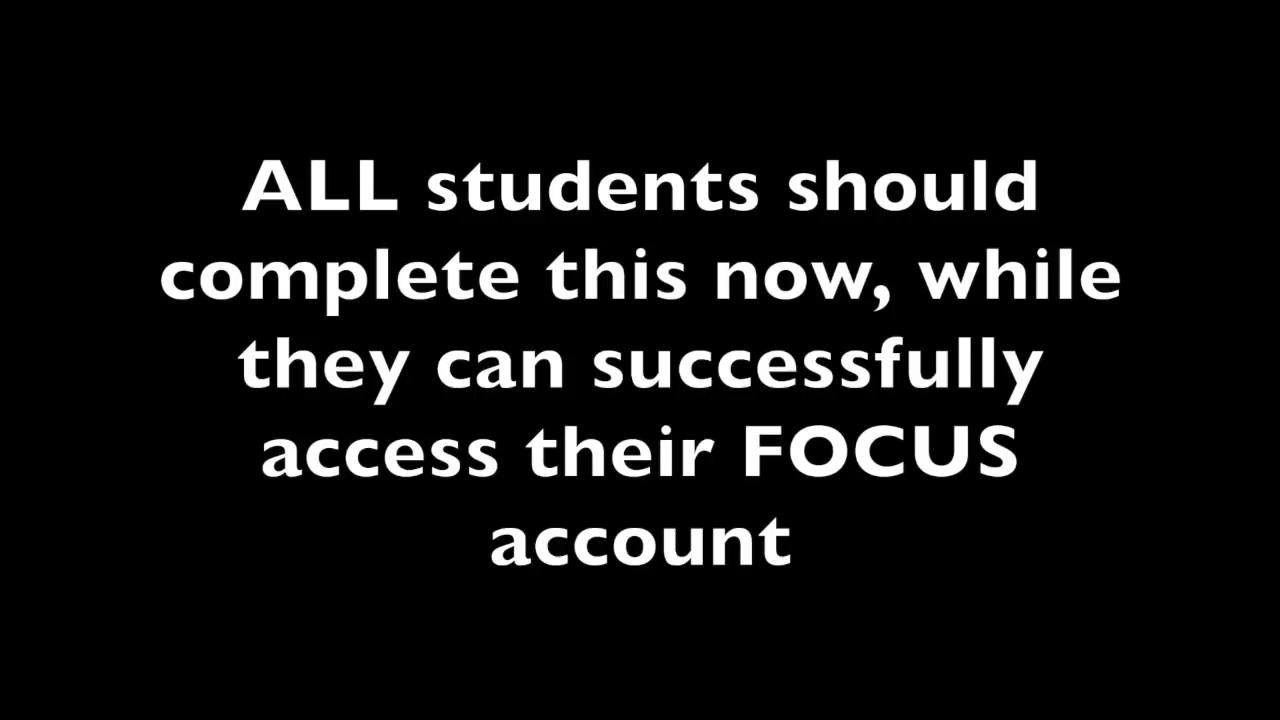 ALL students should
complete this now, while
they can successfully
access their FOCUS
account